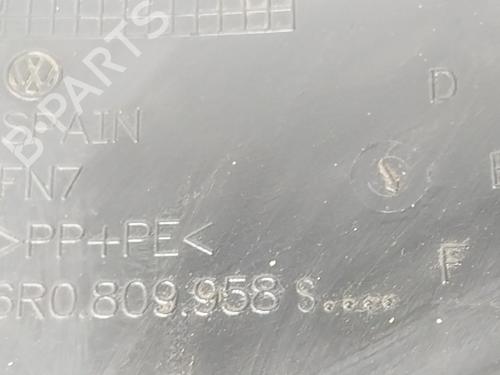 B-PARTS
SPAIN
FN7
>PP+PE<
6R0.809.958 S....
D
F